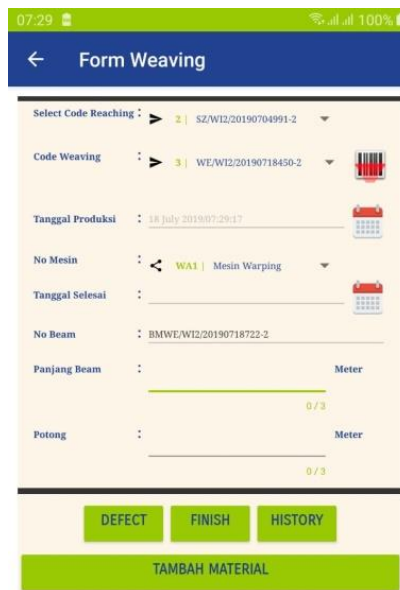 07:29 100%
Form Weaving
Select Code Reaching : 2 | SZ/WI2/20190704991-2
Code Weaving : 3 | WE/WI2/20190718450-2
Tanggal Produksi : 18 July 2019/07:29:17
No Mesin : WA1 | Mesin Warping
Tanggal Selesai :
No Beam : BMWE/WI2/20190718722-2
Panjang Beam : Meter
0 / 3
Potong : Meter
0 / 3
DEFECT FINISH HISTORY
TAMBAH MATERIAL